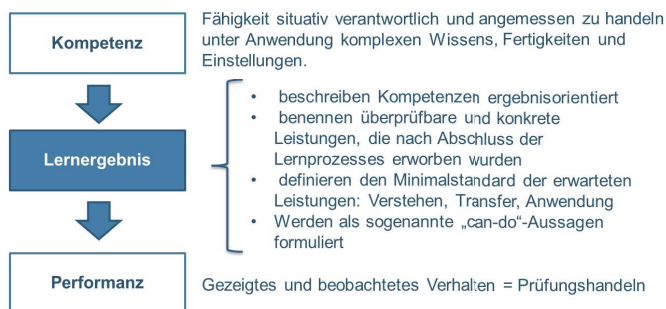 Kompetenz
Fähigkeit situativ verantwortlich und angemessen zu handeln
unter Anwendung komplexen Wissens, Fertigkeiten und
Einstellungen.
Lernergebnis
• beschreiben Kompetenzen ergebnisorientiert
• benennen überprüfbare und konkrete
Leistungen, die nach Abschluss der
Lernprozesses erworben wurden
• definieren den Minimalstandard der erwarteten
Leistungen: Verstehen, Transfer, Anwendung
• Werden als sogenannte „can-do“-Aussagen
formuliert
Performanz
Gezeigtes und beobachtetes Verhalten = Prüfungshandeln